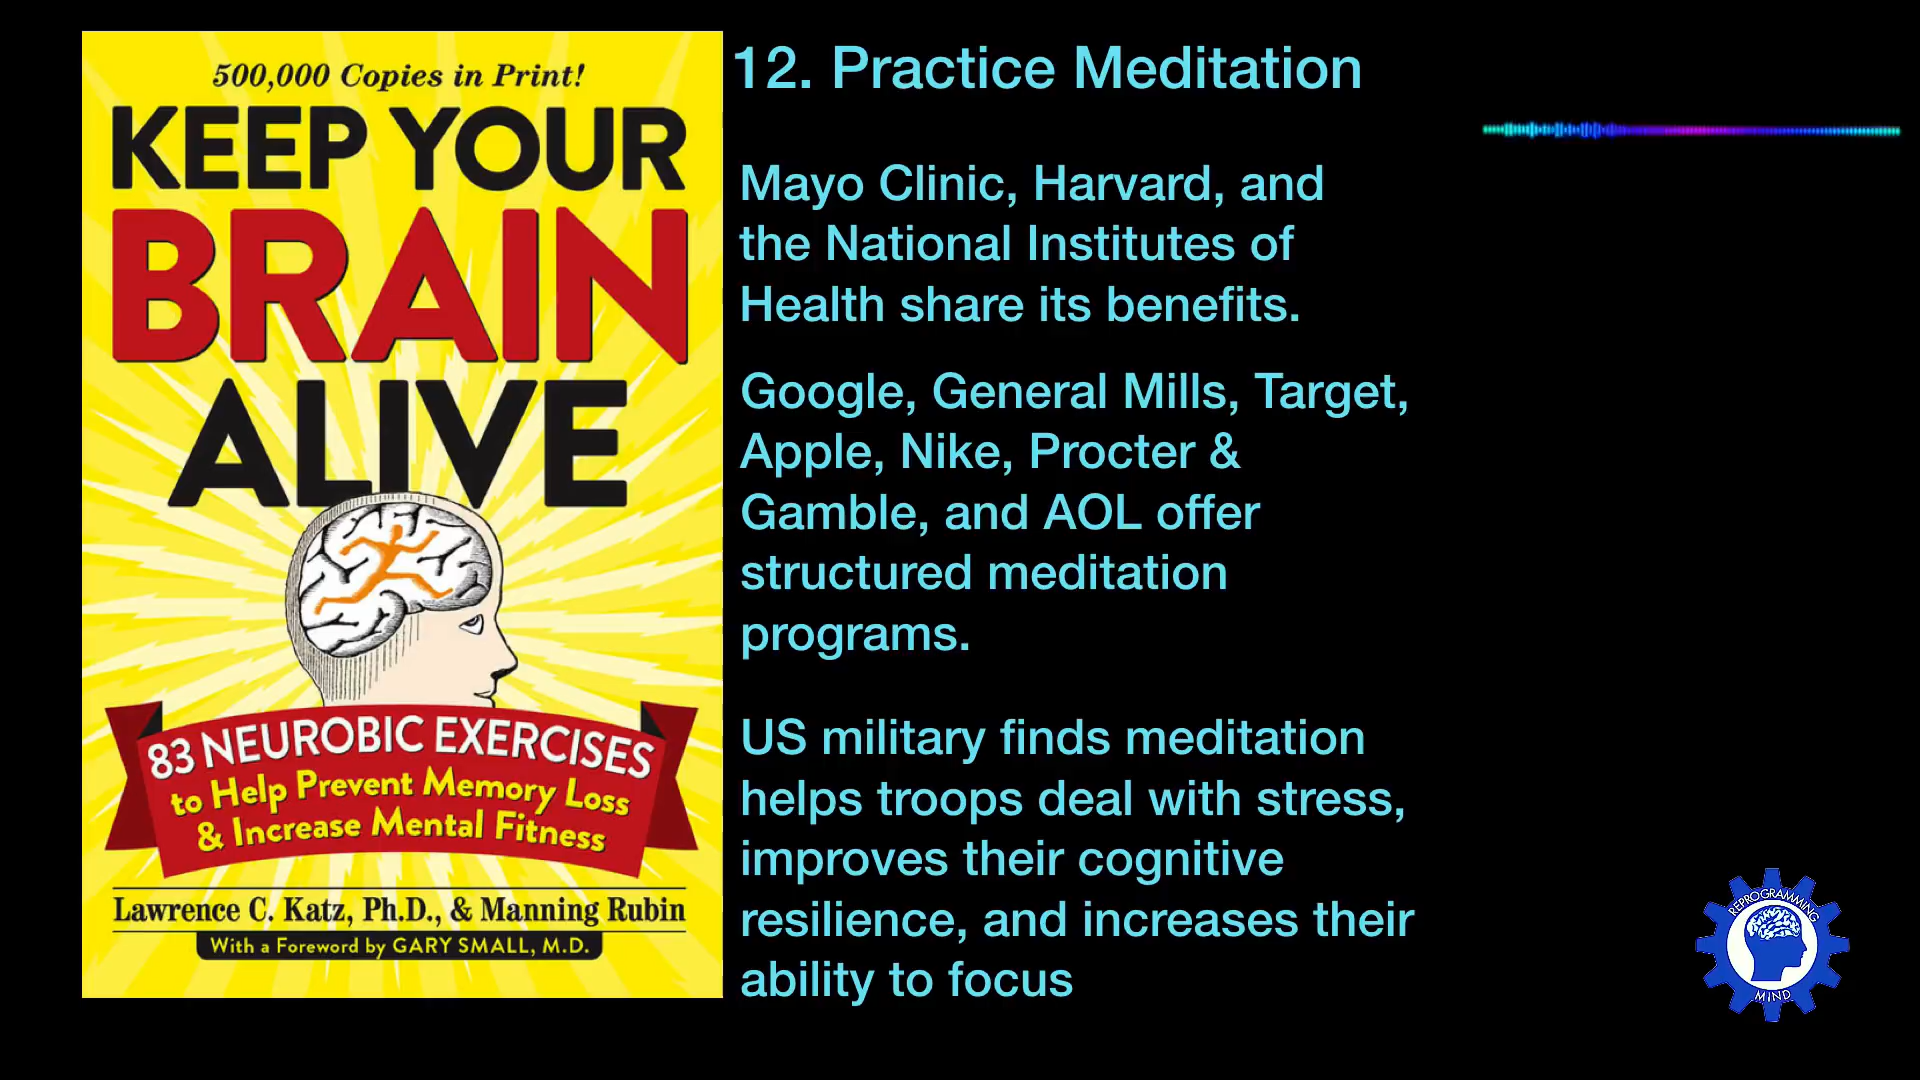 500,000 Copies in Print!
KEEP YOUR
BRAIN
ALIVE
83 NEUROBIC EXERCISES
to Help Prevent Memory Loss
& Increase Mental Fitness
Lawrence C. Katz, Ph.D., & Manning Rubin
With a Foreword by GARY SMALL, M.D.
12. Practice Meditation
Mayo Clinic, Harvard, and
the National Institutes of
Health share its benefits.
Google, General Mills, Target,
Apple, Nike, Procter &
Gamble, and AOL offer
structured meditation
programs.
US military finds meditation
helps troops deal with stress,
improves their cognitive
resilience, and increases their
ability to focus
REPROGRAMMING
MIND